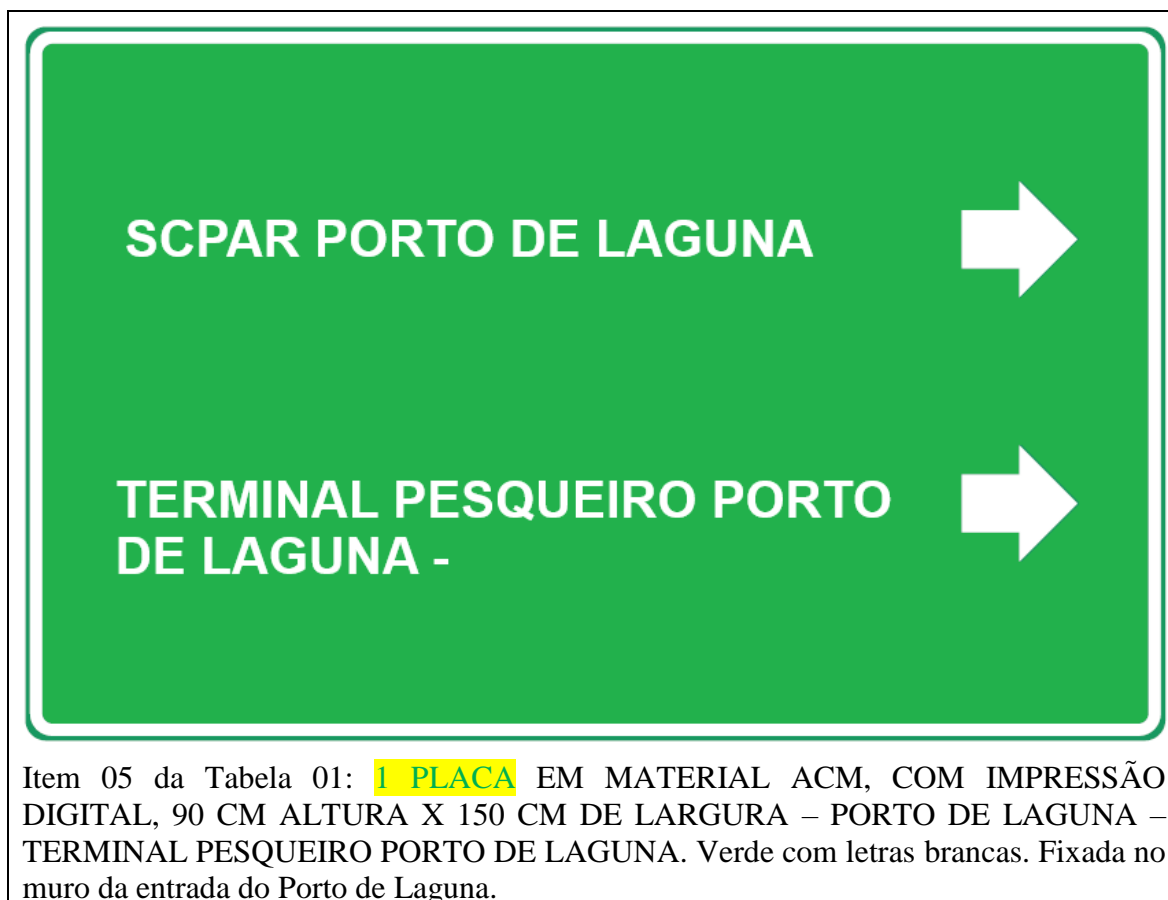 SCPAR PORTO DE LAGUNA
TERMINAL PESQUEIRO PORTO
DE LAGUNA -
Item 05 da Tabela 01: 1 PLACA EM MATERIAL ACM, COM IMPRESSÃO
DIGITAL, 90 CM ALTURA X 150 CM DE LARGURA – PORTO DE LAGUNA –
TERMINAL PESQUEIRO PORTO DE LAGUNA. Verde com letras brancas. Fixada no
muro da entrada do Porto de Laguna.